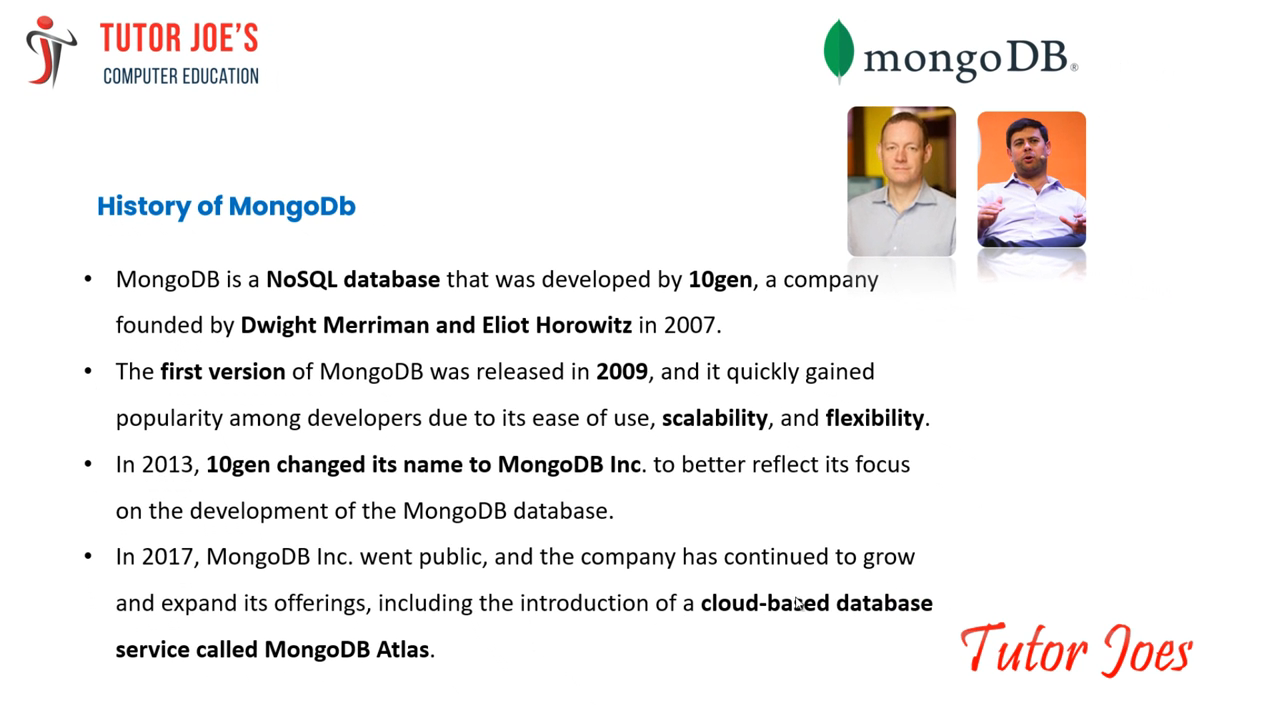 TUTOR JOE'S
COMPUTER EDUCATION
mongoDB®
History of MongoDb
• MongoDB is a NoSQL database that was developed by 10gen, a company
founded by Dwight Merriman and Eliot Horowitz in 2007.
• The first version of MongoDB was released in 2009, and it quickly gained
popularity among developers due to its ease of use, scalability, and flexibility.
• In 2013, 10gen changed its name to MongoDB Inc. to better reflect its focus
on the development of the MongoDB database.
• In 2017, MongoDB Inc. went public, and the company has continued to grow
and expand its offerings, including the introduction of a cloud-based database
service called MongoDB Atlas.
Tutor Joes